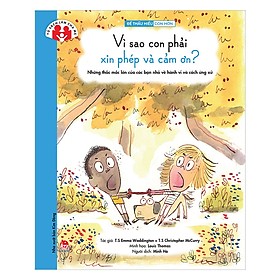 ĐỂ THẤU HIỂU CON HƠN
Vì sao con phải
xin phép và cảm ơn?
Những thắc mắc lớn của các bạn nhỏ về hành vi và cách ứng xử
Tác giả: T.S Emma Waddington & T.S Christopher McCurry
Minh họa: Louis Thomas
Người dịch: Minh Hà
Nhà xuất bản Kim Đồng